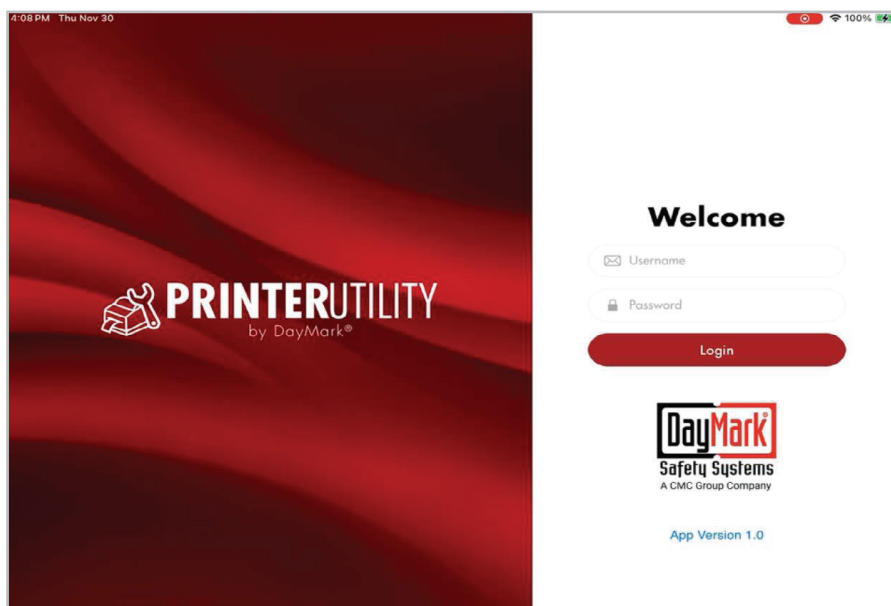 4:08 PM Thu Nov 30
100%
PRINTERUTILITY
by DayMark®
Welcome
Username
Password
Login
DayMark®
Safety Systems
A CMC Group Company
App Version 1.0